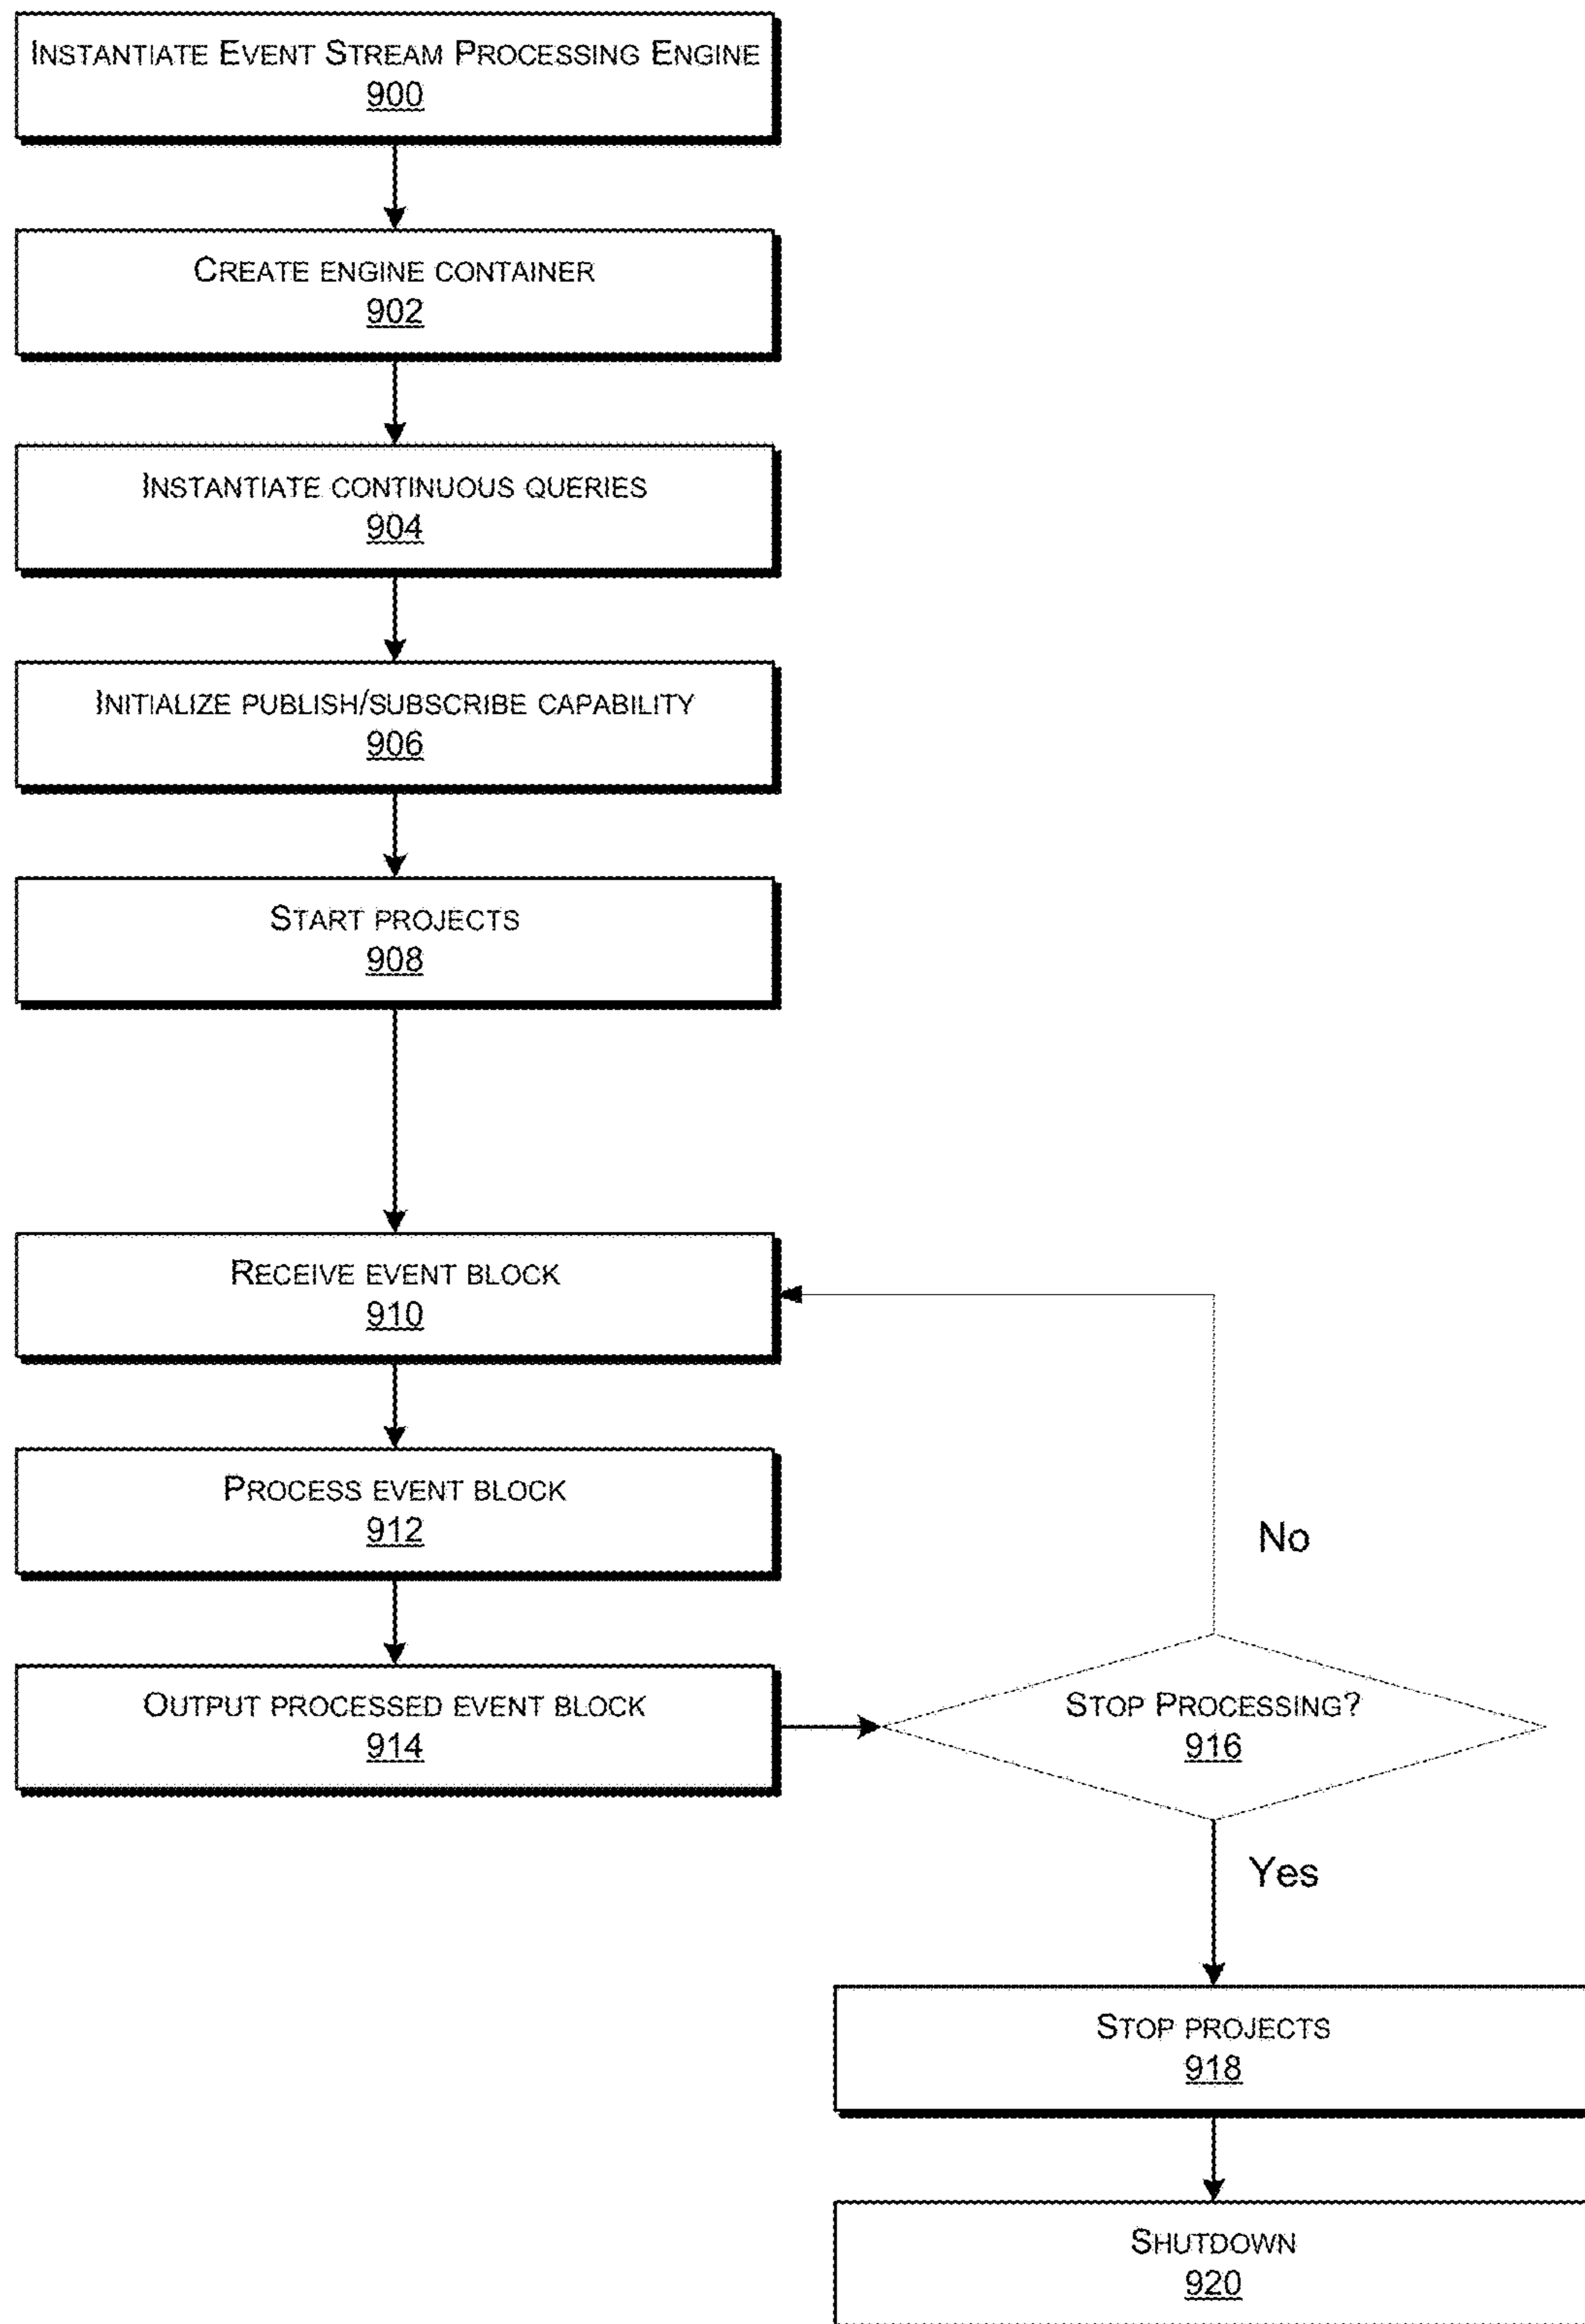 INSTANTIATE EVENT STREAM PROCESSING ENGINE
900
CREATE ENGINE CONTAINER
902
INSTANTIATE CONTINUOUS QUERIES
904
INITIALIZE PUBLISH/SUBSCRIBE CAPABILITY
906
START PROJECTS
908
RECEIVE EVENT BLOCK
910
PROCESS EVENT BLOCK
912
No
OUTPUT PROCESSED EVENT BLOCK
914
STOP PROCESSING?
916
Yes
STOP PROJECTS
918
SHUTDOWN
920